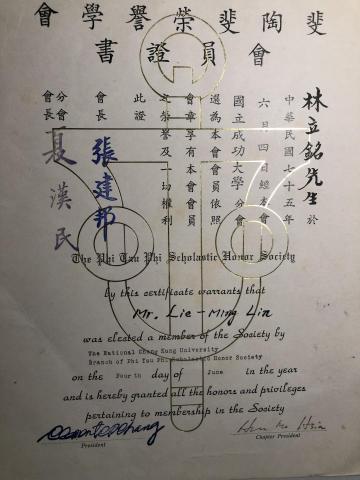 斐陶斐榮譽學會
會員證書
林立銘先生於
中華民國七十五年
六月四日經本會
國立成功大學分會
選為本會會員依照
會章享有本會會員
之榮譽及一切權利
此證
會長 張建邦
分會會長 夏漢民
The Phi Tau Phi Scholastic Honor Society
by this certificate warrants that
Mr. Lie-Ming Lin
was elected a member of the Society by
The National Cheng Kung University
Branch of Phi Tau Phi Scholastic Honor Society
on the Fourth day of June in the year
and is hereby granted all the honors and privileges
pertaining to membership in the Society
President
Chapter President